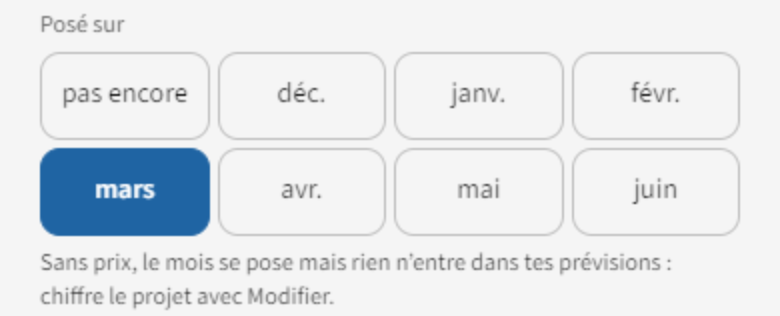 Posé sur
pas encore déc. janv. févr.
mars avr. mai juin
Sans prix, le mois se pose mais rien n’entre dans tes prévisions :
chiffre le projet avec Modifier.